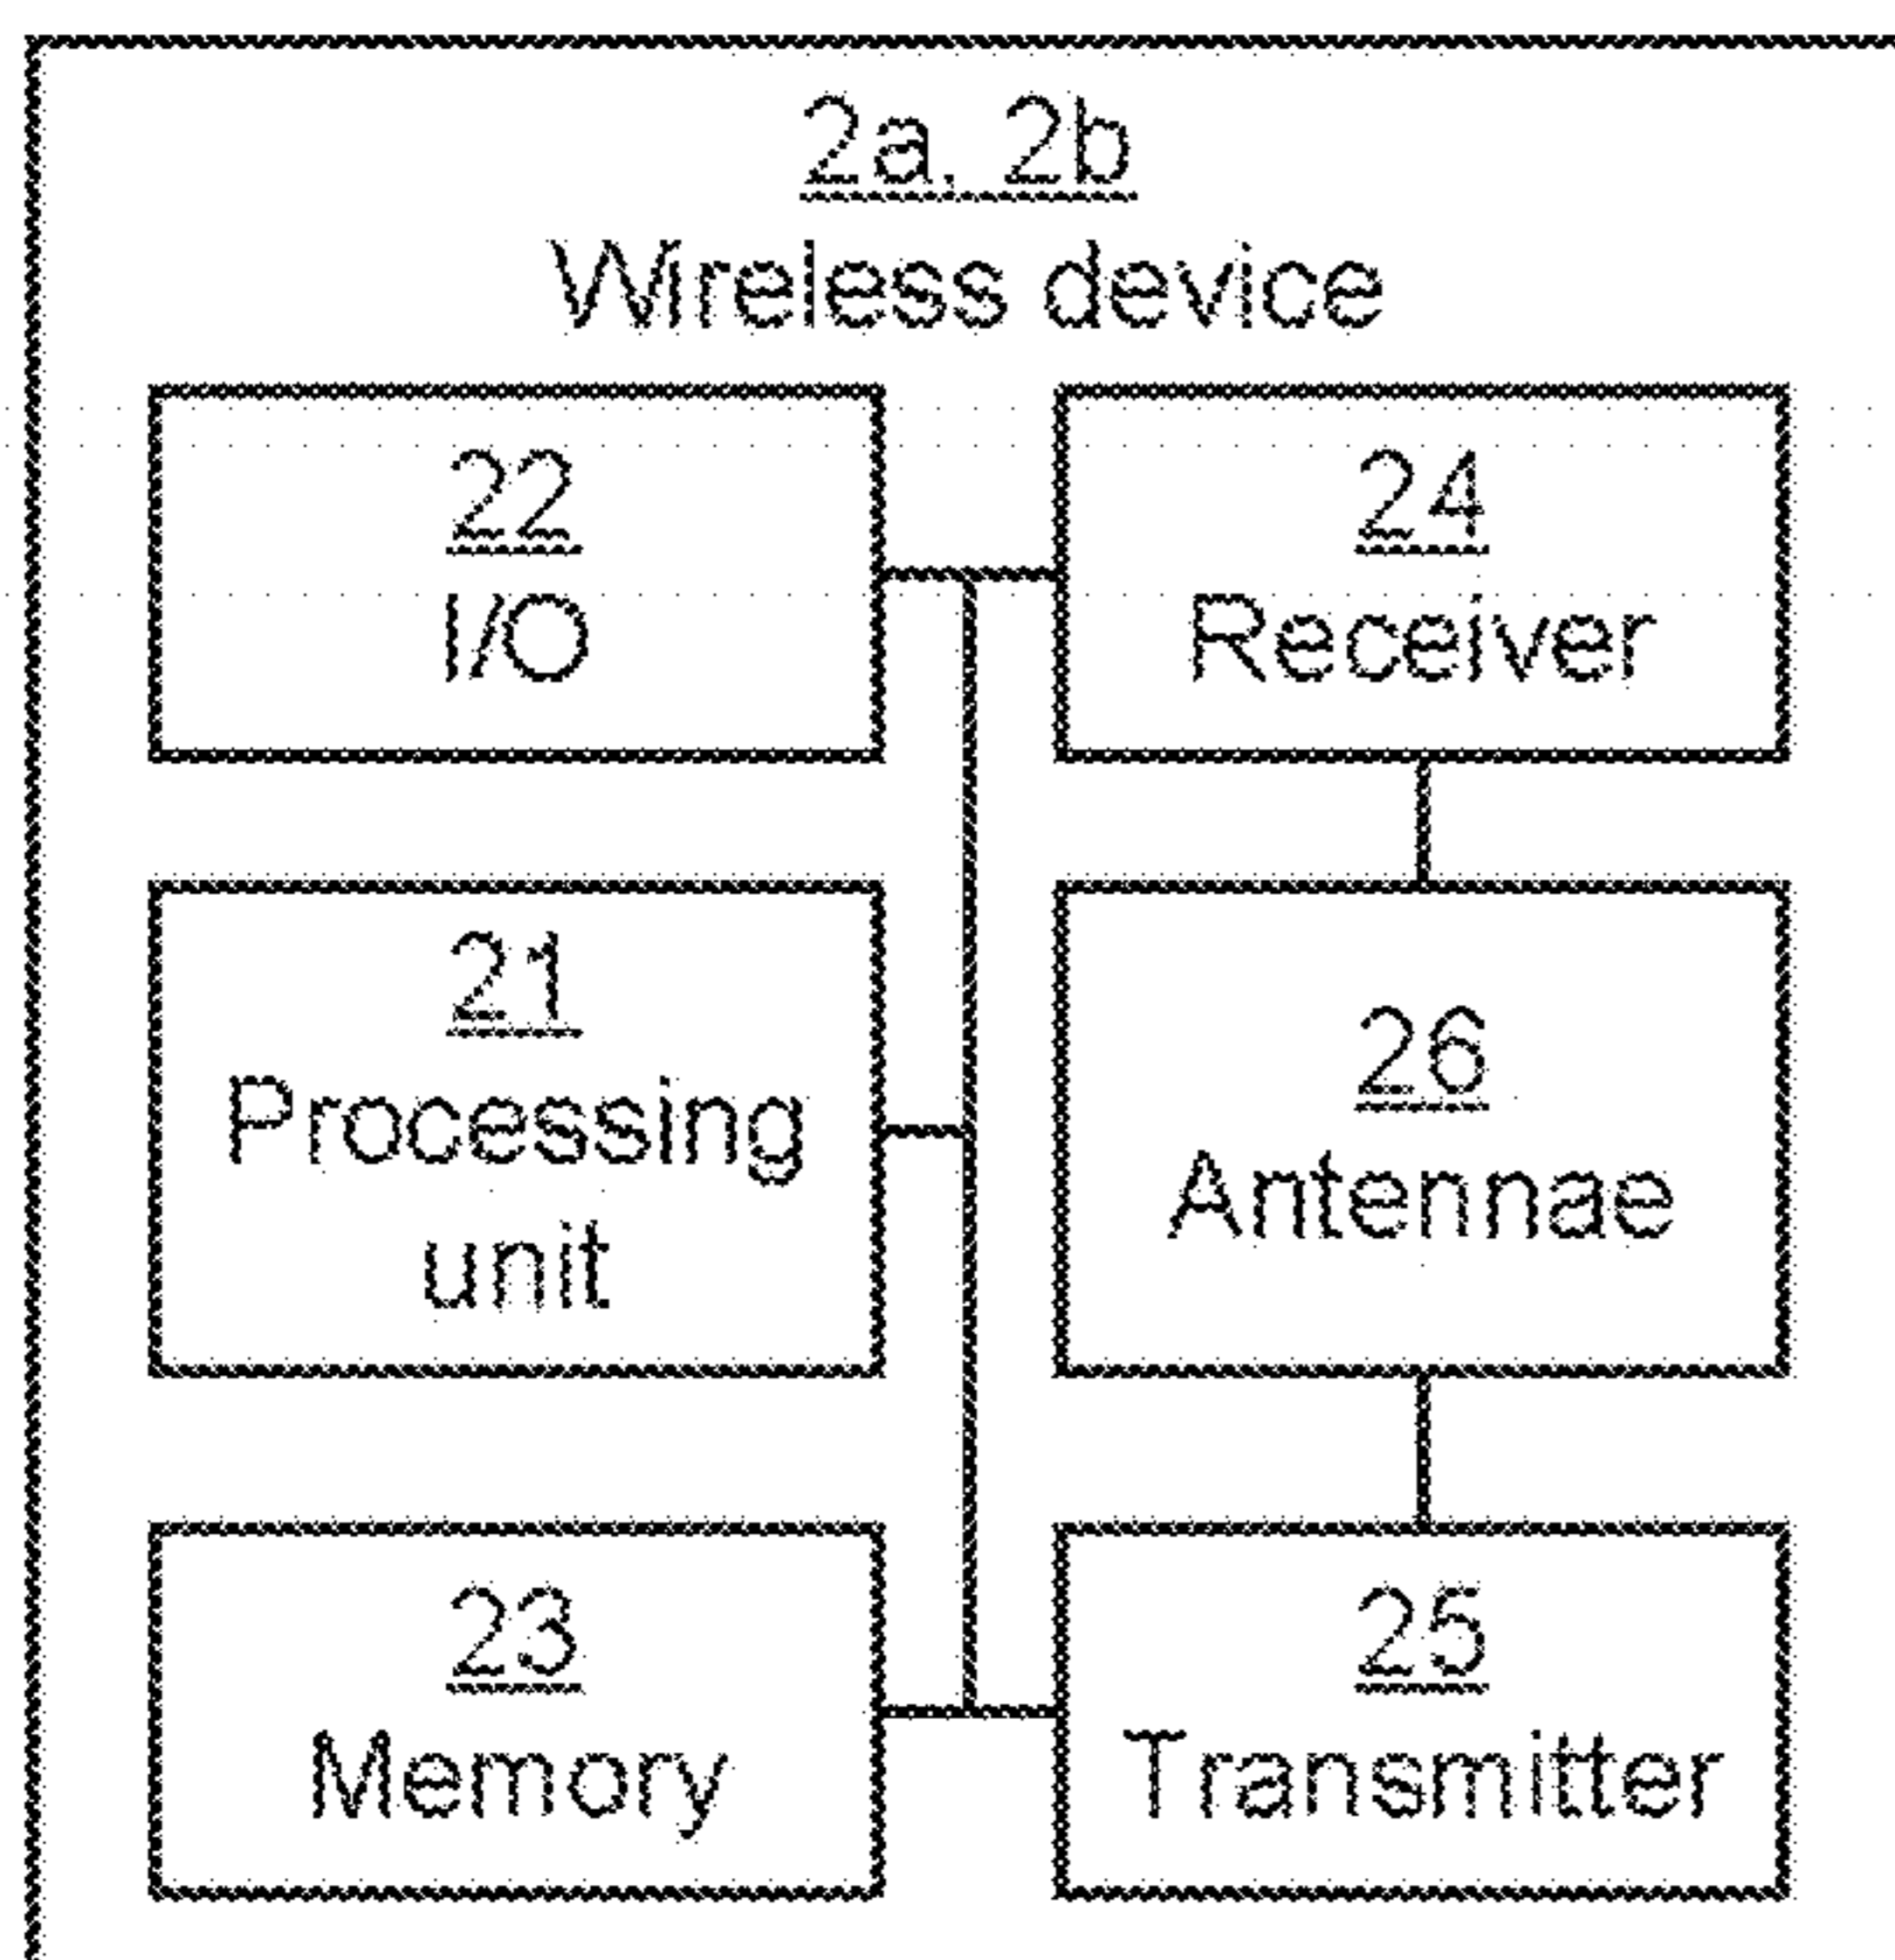 2a, 2b
Wireless device
22
I/O
24
Receiver
21
Processing
unit
26
Antennae
23
Memory
25
Transmitter